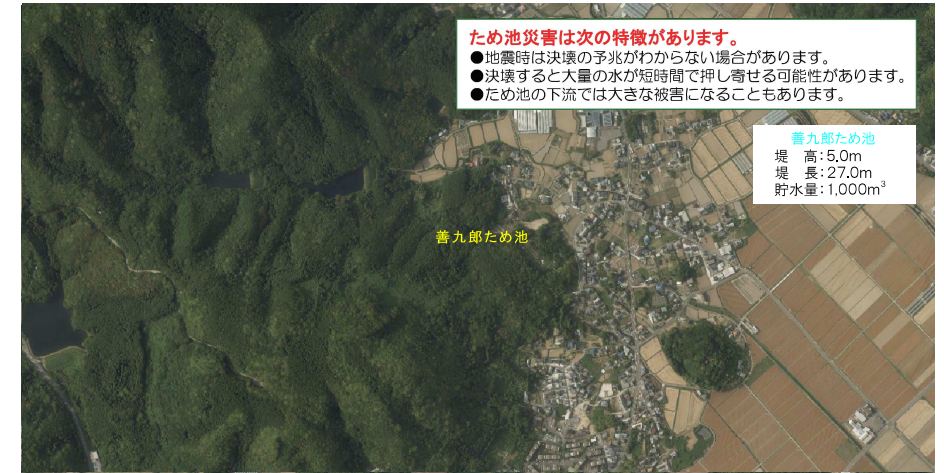 ため池災害は次の特徴があります。
●地震時は決壊の予兆がわからない場合があります。
●決壊すると大量の水が短時間で押し寄せる可能性があります。
●ため池の下流では大きな被害になることもあります。
善九郎ため池
堤　高：5.0m
堤　長：27.0m
貯水量：1,000m³
善九郎ため池